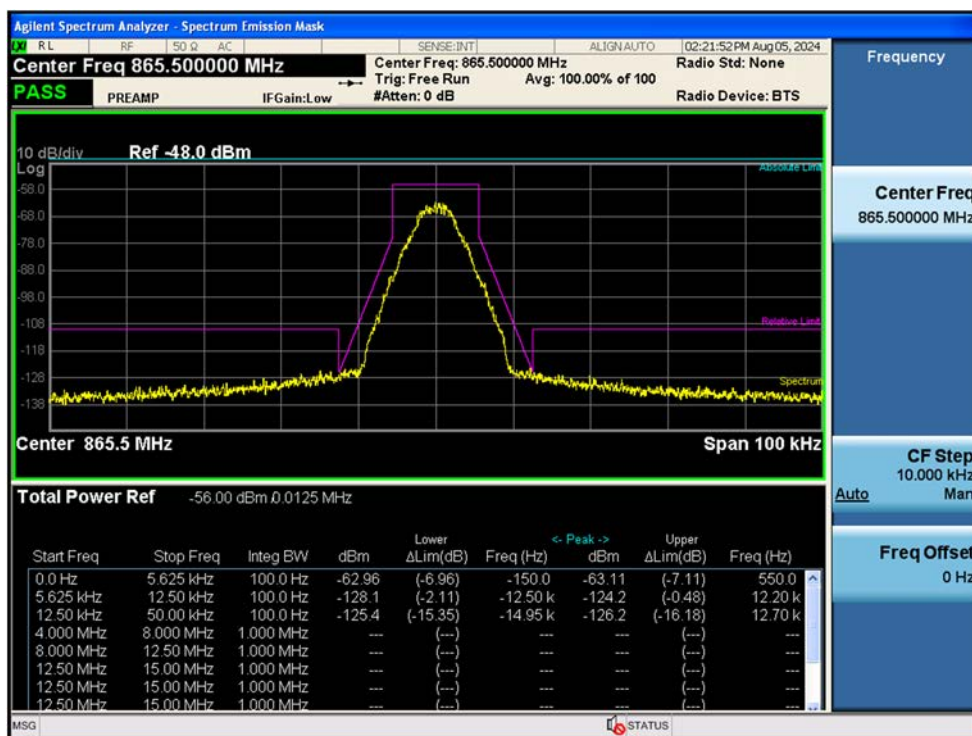 Agilent Spectrum Analyzer - Spectrum Emission Mask
RL RF 50 Ω AC SENSE:INT ALIGNAUTO 02:21:52 PM Aug 05, 2024
Center Freq 865.500000 MHz
Center Freq: 865.500000 MHz Radio Std: None
Trig: Free Run Avg: 100.00% of 100
PASS PREAMP IFGain:Low #Atten: 0 dB Radio Device: BTS
10 dB/div Ref -48.0 dBm
Log
Absolute Limit
-58.0
-68.0
-78.0
-88.0
-98.0
-108
Relative Limit
-118
-128
Spectrum
-138
Center 865.5 MHz Span 100 kHz
Total Power Ref -56.00 dBm / 0.0125 MHz
Lower <- Peak -> Upper
Start Freq Stop Freq Integ BW dBm ΔLim(dB) Freq (Hz) dBm ΔLim(dB) Freq (Hz)
0.0 Hz 5.625 kHz 100.0 Hz -62.96 (-6.96) -150.0 -63.11 (-7.11) 550.0
5.625 kHz 12.50 kHz 100.0 Hz -128.1 (-2.11) -12.50 k -124.2 (-0.48) 12.20 k
12.50 kHz 50.00 kHz 100.0 Hz -125.4 (-15.35) -14.95 k -126.2 (-16.18) 12.70 k
4.000 MHz 8.000 MHz 1.000 MHz --- (---) --- --- (---) ---
8.000 MHz 12.50 MHz 1.000 MHz --- (---) --- --- (---) ---
12.50 MHz 15.00 MHz 1.000 MHz --- (---) --- --- (---) ---
12.50 MHz 15.00 MHz 1.000 MHz --- (---) --- --- (---) ---
12.50 MHz 15.00 MHz 1.000 MHz --- (---) --- --- (---) ---
MSG STATUS
Frequency
Center Freq
865.500000 MHz
CF Step
10.000 kHz
Auto Man
Freq Offset
0 Hz